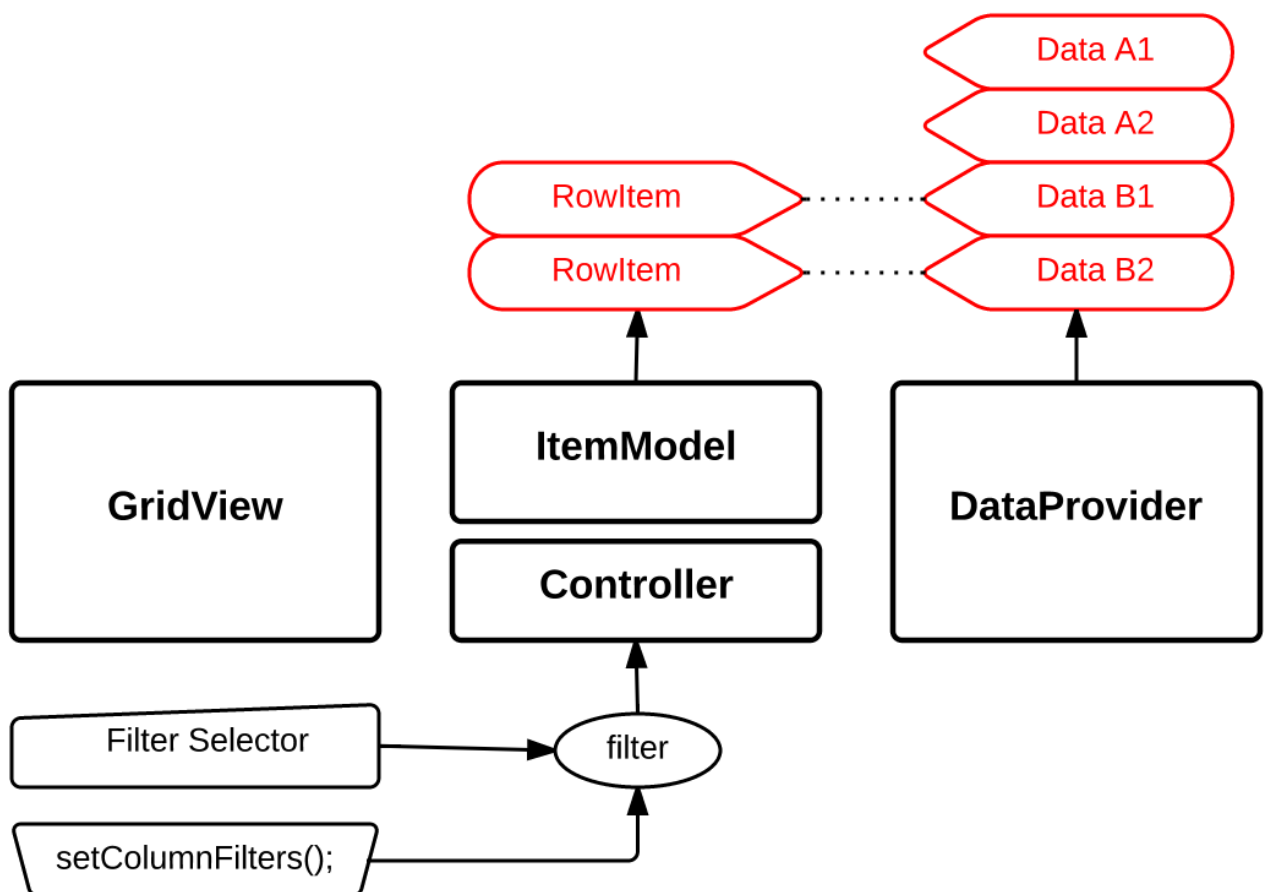 Data A1
Data A2
RowItem
Data B1
RowItem
Data B2
GridView
ItemModel
Controller
DataProvider
Filter Selector
filter
setColumnFilters();